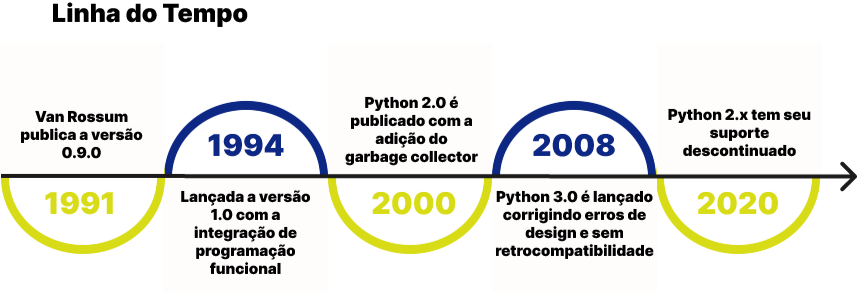 Linha do Tempo
Van Rossum
publica a versão
0.9.0
1991
1994
Lançada a versão
1.0 com a
integração de
programação
funcional
Python 2.0 é
publicado com a
adição do
garbage collector
2000
2008
Python 3.0 é lançado
corrigindo erros de
design e sem
retrocompatibilidade
Python 2.x tem seu
suporte
descontinuado
2020